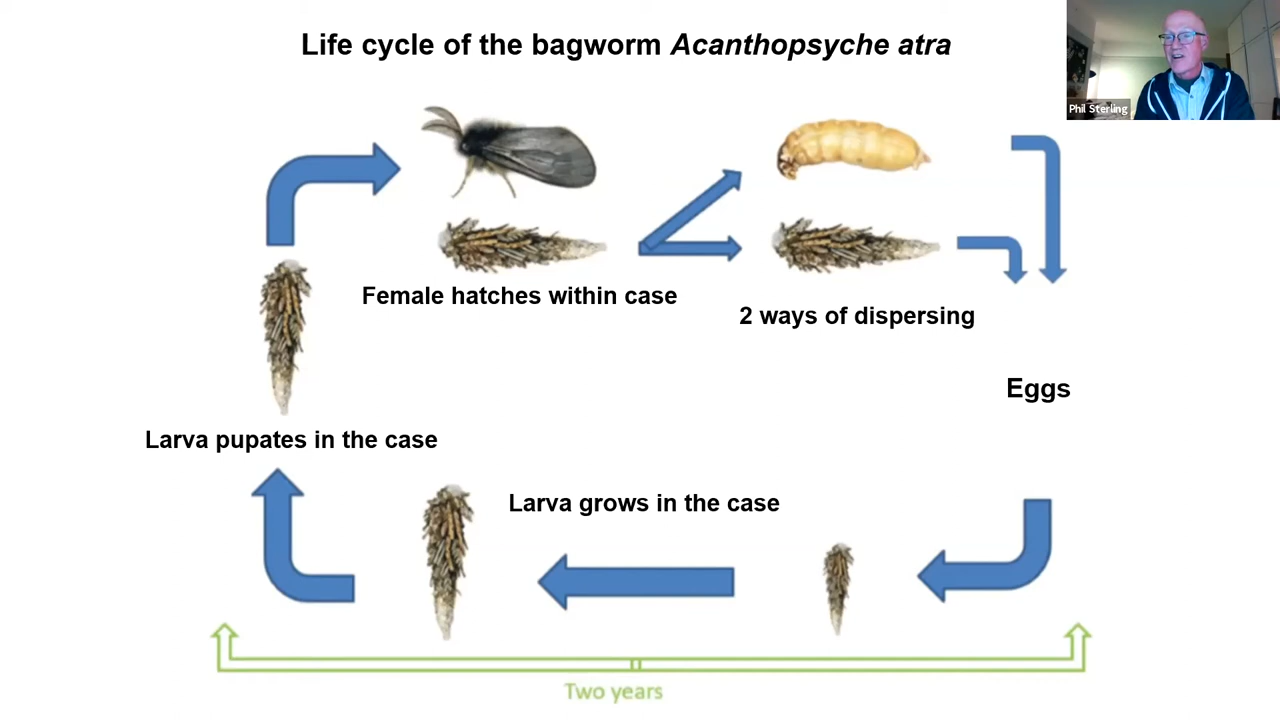 Life cycle of the bagworm Acanthopsyche atra
Phil Sterling
Female hatches within case
2 ways of dispersing
Eggs
Larva pupates in the case
Larva grows in the case
Two years